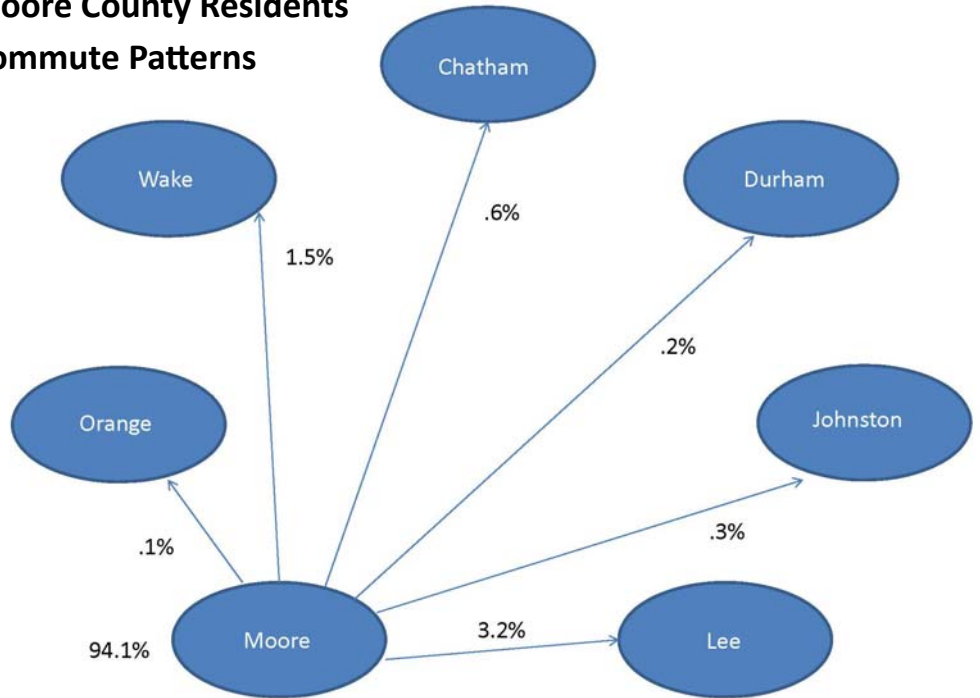 oore County Residents
ommute Patterns
Chatham
Wake
Durham
.6%
1.5%
.2%
Orange
Johnston
.1%
.3%
94.1%
Moore
3.2%
Lee